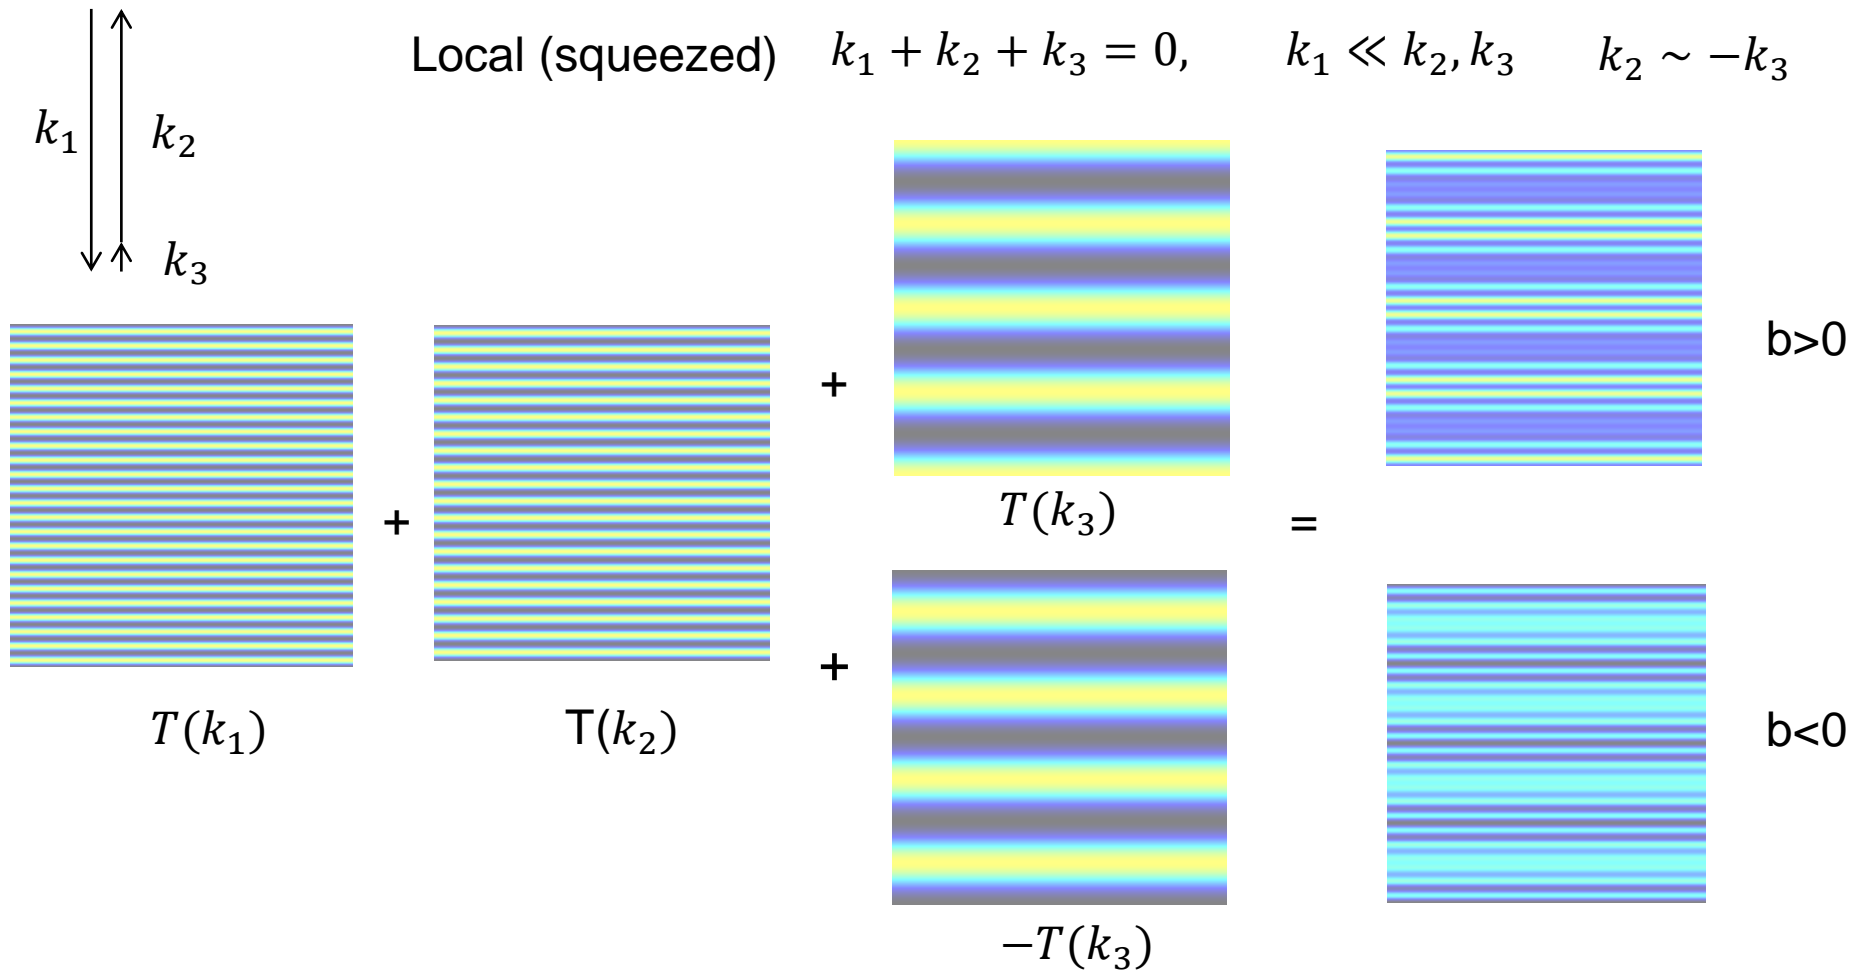 Local (squeezed) k₁ + k₂ + k₃ = 0, k₁ ≪ k₂, k₃ k₂ ~ −k₃
k₁ k₂
k₃
b>0
+
T(k₃)
+ =
+
T(k₁) T(k₂) b<0
−T(k₃)